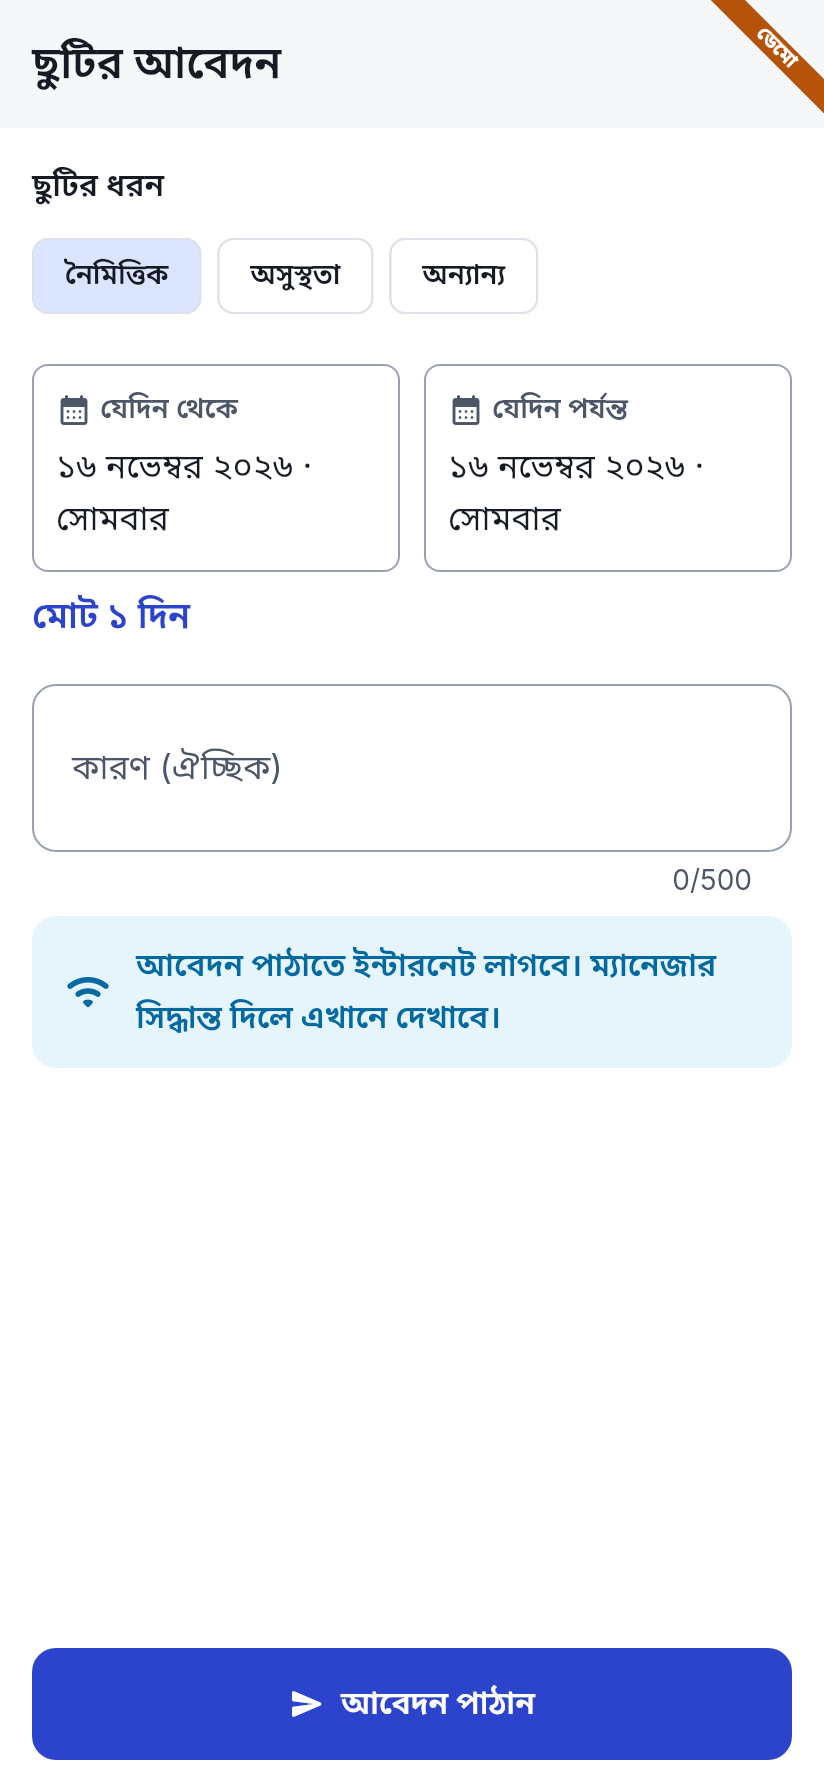 ছুটির আবেদন
ডেমো
ছুটির ধরন
নৈমিত্তিক
অসুস্থতা
অন্যান্য
যেদিন থেকে
১৬ নভেম্বর ২০২৬ ·
সোমবার
যেদিন পর্যন্ত
১৬ নভেম্বর ২০২৬ ·
সোমবার
মোট ১ দিন
কারণ (ঐচ্ছিক)
0/500
আবেদন পাঠাতে ইন্টারনেট লাগবে। ম্যানেজার
সিদ্ধান্ত দিলে এখানে দেখাবে।
আবেদন পাঠান